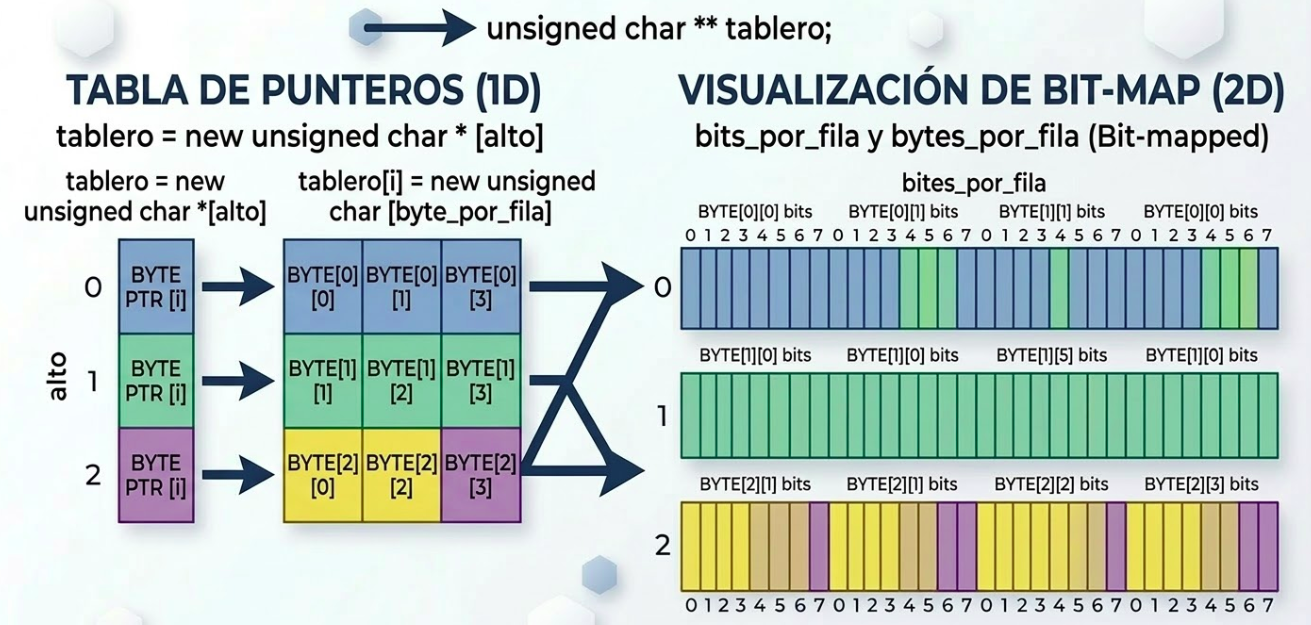 unsigned char ** tablero;
TABLA DE PUNTEROS (1D)
tablero = new unsigned char * [alto]
tablero = new
unsigned char *[alto]
tablero[i] = new unsigned
char [byte_por_fila]
alto
0
BYTE
PTR [i]
BYTE[0]
[0]
BYTE[0]
[1]
BYTE[0]
[3]
1
BYTE
PTR [i]
BYTE[1]
[1]
BYTE[1]
[2]
BYTE[1]
[3]
2
BYTE
PTR [i]
BYTE[2]
[0]
BYTE[2]
[2]
BYTE[2]
[3]
VISUALIZACIÓN DE BIT-MAP (2D)
bits_por_fila y bytes_por_fila (Bit-mapped)
bites_por_fila
BYTE[0][0] bits BYTE[0][1] bits BYTE[1][1] bits BYTE[0][0] bits
0 1 2 3 4 5 6 7 0 1 2 3 4 5 6 7 0 1 2 3 4 5 6 7 0 1 2 3 4 5 6 7
0
BYTE[1][0] bits BYTE[1][0] bits BYTE[1][5] bits BYTE[1][0] bits
1
BYTE[2][1] bits BYTE[2][1] bits BYTE[2][2] bits BYTE[2][3] bits
2
0 1 2 3 4 5 6 7 0 1 2 3 4 5 6 7 0 1 2 3 4 5 6 7 0 1 2 3 4 5 6 7